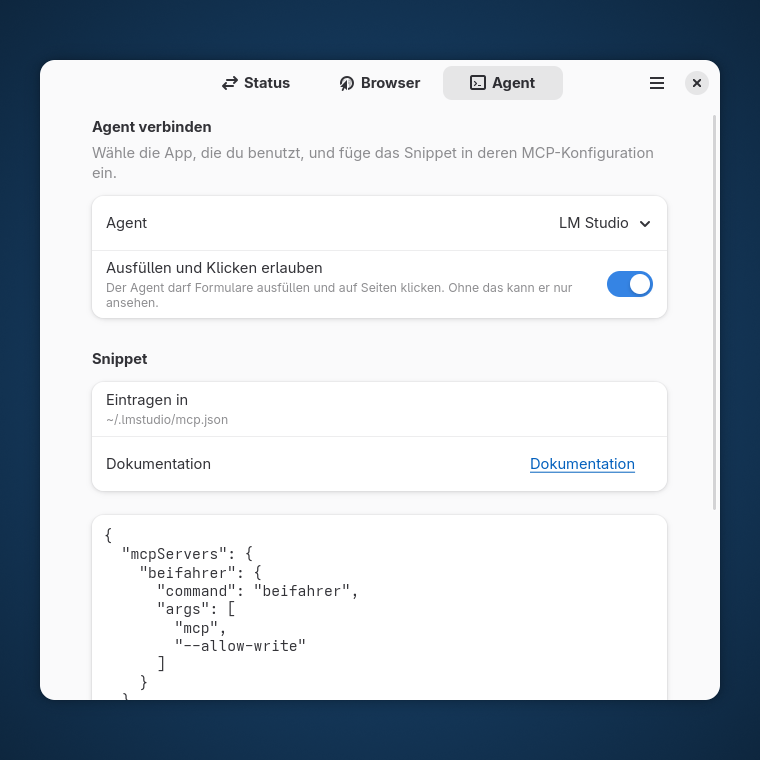 Status
Browser
Agent
Agent verbinden
Wähle die App, die du benutzt, und füge das Snippet in deren MCP-Konfiguration
ein.
Agent
LM Studio
Ausfüllen und Klicken erlauben
Der Agent darf Formulare ausfüllen und auf Seiten klicken. Ohne das kann er nur
ansehen.
Snippet
Eintragen in
~/.lmstudio/mcp.json
Dokumentation
Dokumentation
{
  "mcpServers": {
    "beifahrer": {
      "command": "beifahrer",
      "args": [
        "mcp",
        "--allow-write"
      ]
    }
  }